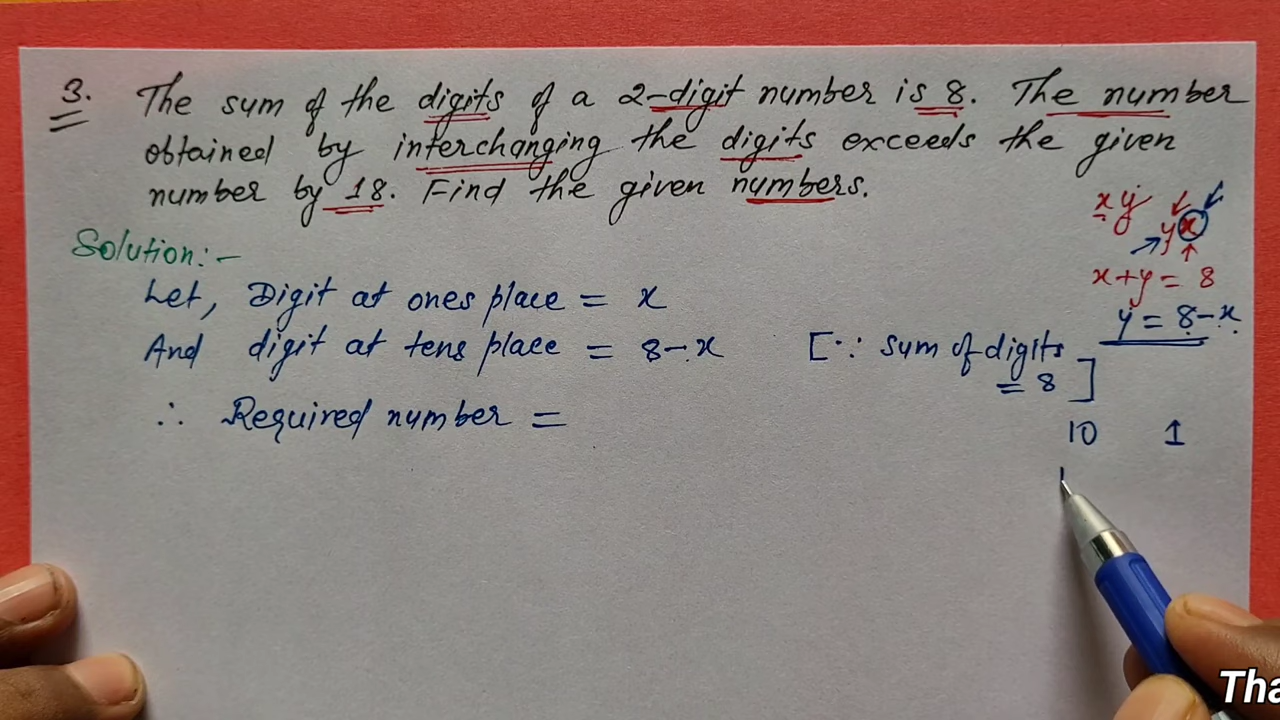 3. The sum of the digits of a 2-digit number is 8. The number
obtained by interchanging the digits exceeds the given
number by 18. Find the given numbers.
x y
y x
x+y = 8
y = 8-x
Solution:-
Let, Digit at ones place = x
And digit at tens place = 8-x [∵ sum of digits
= 8 ]
∴ Required number =
10 1
Tha